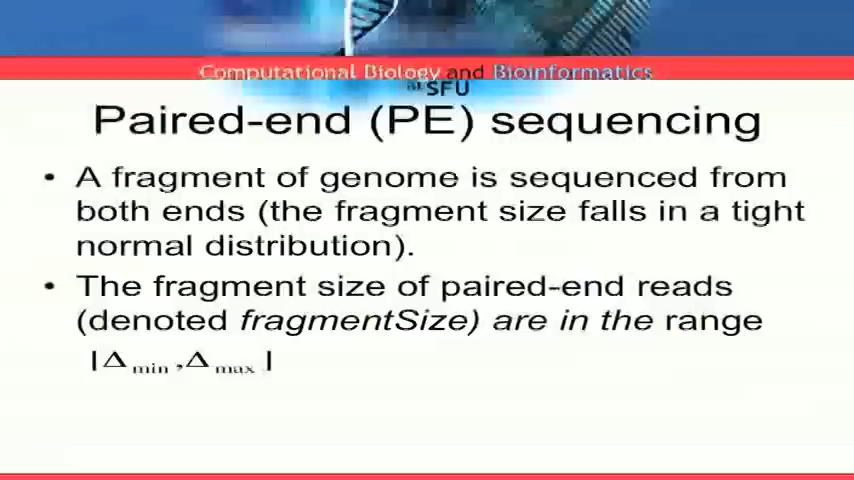 Computational Biology and Bioinformatics
at SFU
Paired-end (PE) sequencing
• A fragment of genome is sequenced from
both ends (the fragment size falls in a tight
normal distribution).
• The fragment size of paired-end reads
(denoted fragmentSize) are in the range
[Δmin,Δmax]